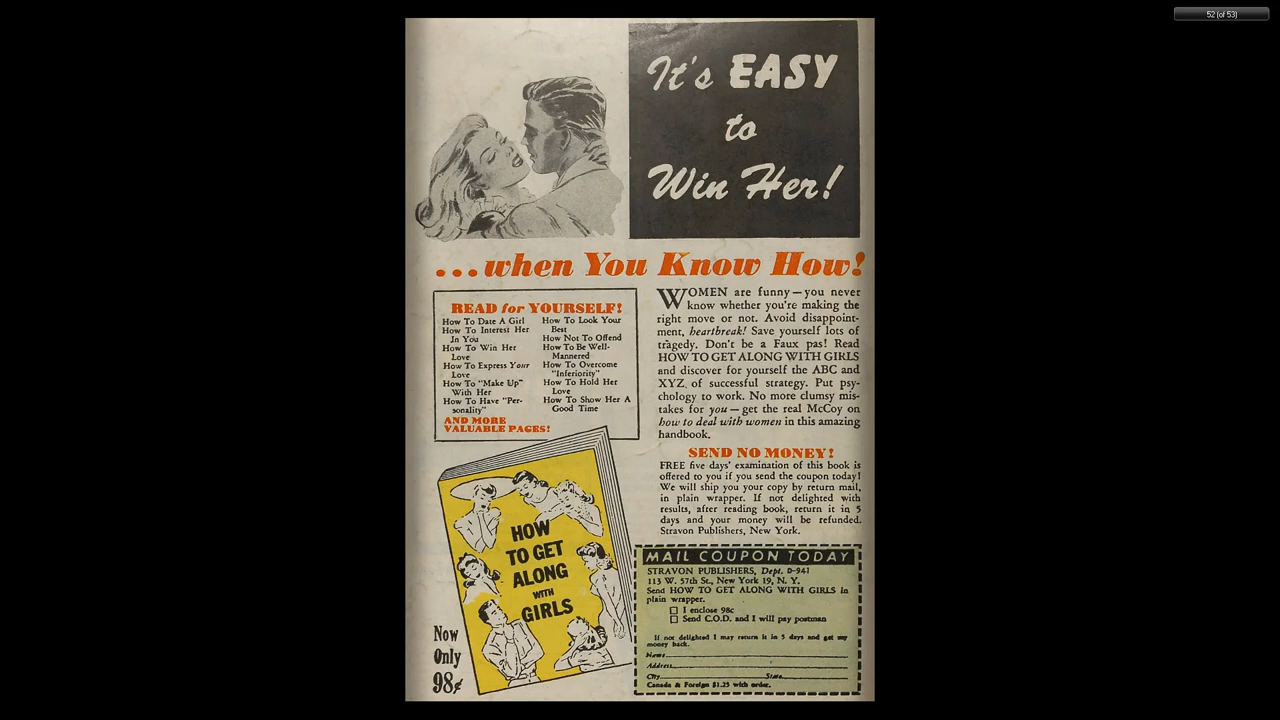 52 (of 53)
It's EASY
to
Win Her!
...when You Know How!
READ for YOURSELF!
How To Date A Girl
How To Interest Her
In You
How To Win Her
Love
How To Express Your
Love
How To "Make Up"
With Her
How To Have "Per-
sonality"
How To Look Your
Best
How Not To Offend
How To Be Well-
Mannered
How To Overcome
"Inferiority"
How To Hold Her
Love
How To Show Her A
Good Time
AND MORE
VALUABLE PAGES!
WOMEN are funny—you never
know whether you're making the
right move or not. Avoid disappoint-
ment, heartbreak! Save yourself lots of
tragedy. Don't be a Faux pas! Read
HOW TO GET ALONG WITH GIRLS
and discover for yourself the ABC and
XYZ of successful strategy. Put psy-
chology to work. No more clumsy mis-
takes for you—get the real McCoy on
how to deal with women in this amazing
handbook.
SEND NO MONEY!
FREE five days' examination of this book is
offered to you if you send the coupon today!
We will ship you your copy by return mail,
in plain wrapper. If not delighted with
results, after reading book, return it in 5
days and your money will be refunded.
Stravon Publishers, New York.
HOW
TO GET
ALONG
WITH
GIRLS
Now
Only
98¢
MAIL COUPON TODAY
STRAVON PUBLISHERS, Dept. D-941
113 W. 57th St., New York 19, N. Y.
Send HOW TO GET ALONG WITH GIRLS in
plain wrapper.
☐ I enclose 98c
☐ Send C.O.D. and I will pay postman
If not delighted I may return it in 5 days and get my
money back.
Name
Address
City State
Canada & Foreign $1.25 with order.